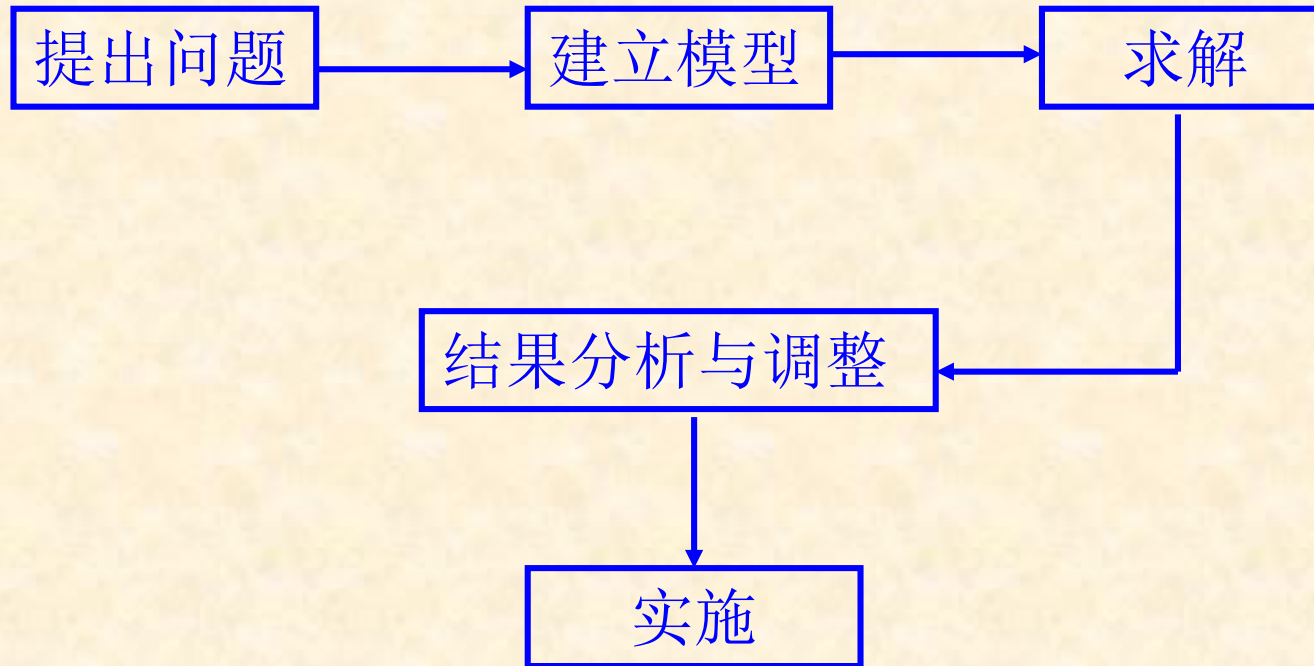 提出问题
建立模型
求解
结果分析与调整
实施